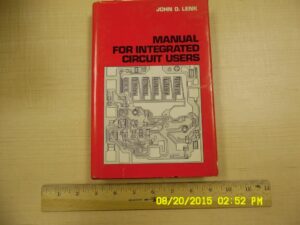 JOHN D. LENK
MANUAL
FOR INTEGRATED
CIRCUIT USERS
08/20/2015 02:52 PM